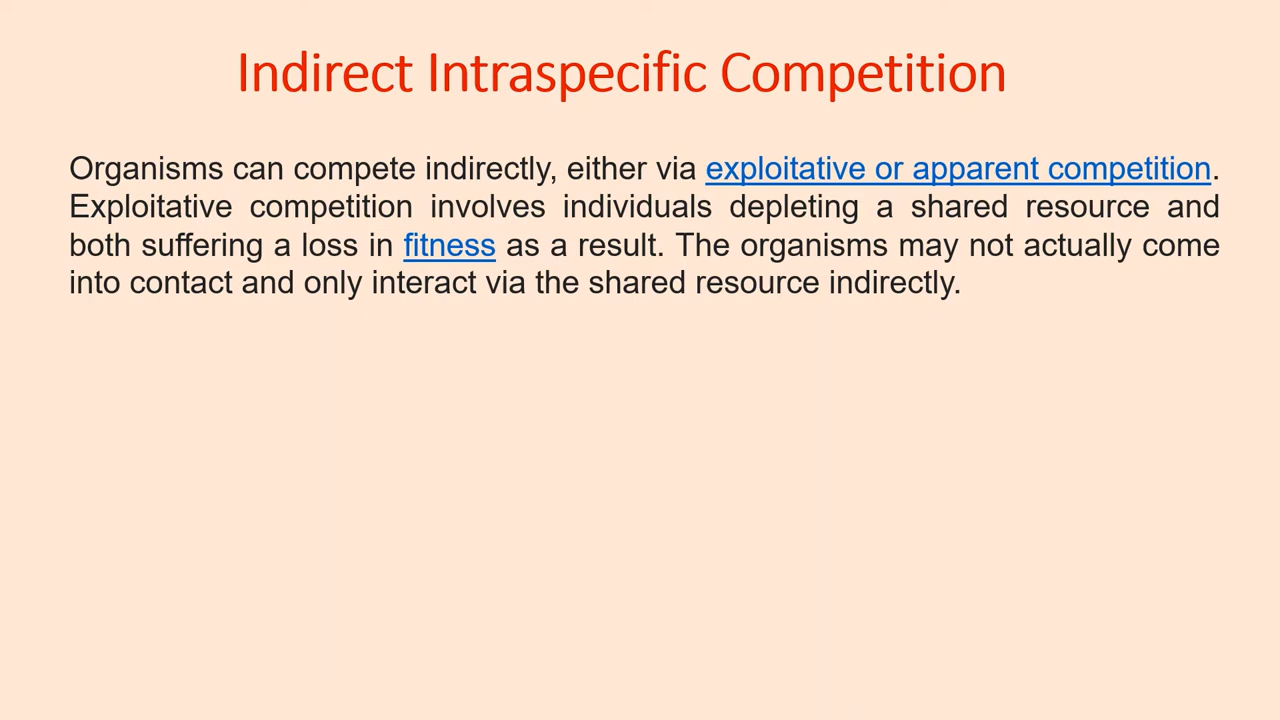 Indirect Intraspecific Competition
Organisms can compete indirectly, either via exploitative or apparent competition.
Exploitative competition involves individuals depleting a shared resource and
both suffering a loss in fitness as a result. The organisms may not actually come
into contact and only interact via the shared resource indirectly.